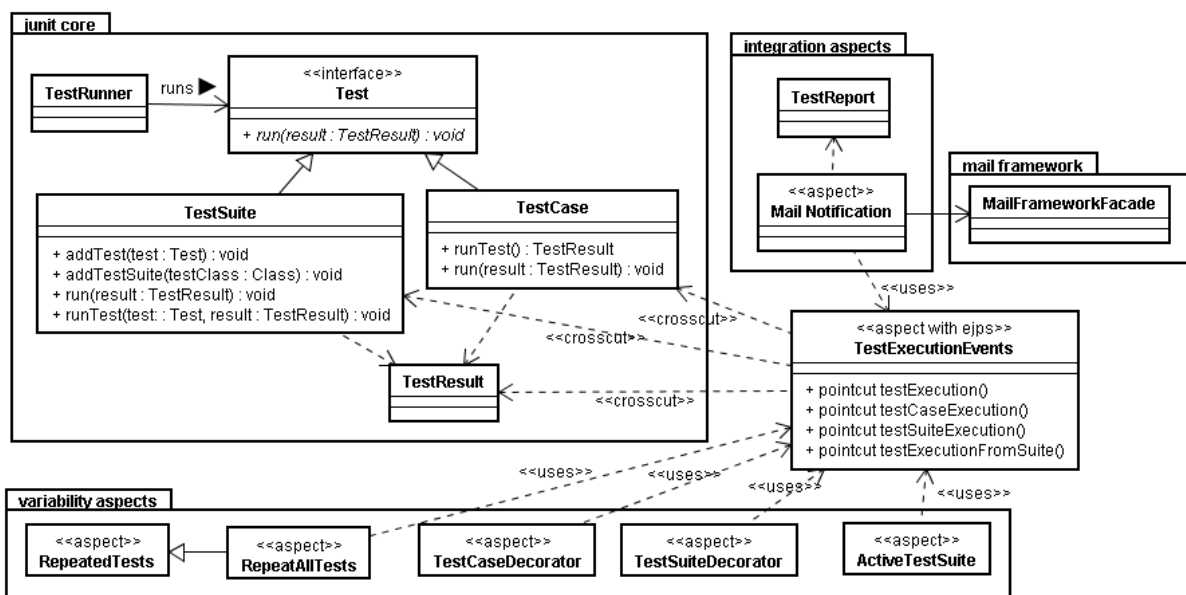 junit core
TestRunner
runs
<<interface>>
Test
+ run(result : TestResult) : void
TestSuite
+ addTest(test : Test) : void
+ addTestSuite(testClass : Class) : void
+ run(result : TestResult) : void
+ runTest(test: : Test, result : TestResult) : void
TestCase
+ runTest() : TestResult
+ run(result : TestResult) : void
TestResult
integration aspects
TestReport
<<aspect>>
Mail Notification
mail framework
MailFrameworkFacade
<<uses>>
<<crosscut>>
<<crosscut>>
<<crosscut>>
<<aspect with ejps>>
TestExecutionEvents
+ pointcut testExecution()
+ pointcut testCaseExecution()
+ pointcut testSuiteExecution()
+ pointcut testExecutionFromSuite()
<<uses>>
<<uses>>
<<uses>>
<<uses>>
variability aspects
<<aspect>>
RepeatedTests
<<aspect>>
RepeatAllTests
<<aspect>>
TestCaseDecorator
<<aspect>>
TestSuiteDecorator
<<aspect>>
ActiveTestSuite